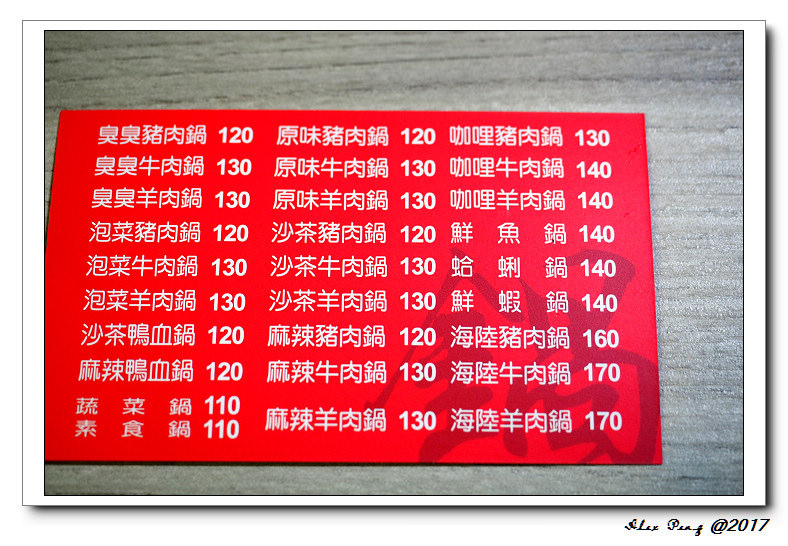 臭臭豬肉鍋 120 原味豬肉鍋 120 咖哩豬肉鍋 130
臭臭牛肉鍋 130 原味牛肉鍋 130 咖哩牛肉鍋 140
臭臭羊肉鍋 130 原味羊肉鍋 130 咖哩羊肉鍋 140
泡菜豬肉鍋 120 沙茶豬肉鍋 120 鮮魚鍋 140
泡菜牛肉鍋 130 沙茶牛肉鍋 130 蛤蜊鍋 140
泡菜羊肉鍋 130 沙茶羊肉鍋 130 鮮蝦鍋 140
沙茶鴨血鍋 120 麻辣豬肉鍋 120 海陸豬肉鍋 160
麻辣鴨血鍋 120 麻辣牛肉鍋 130 海陸牛肉鍋 170
蔬菜鍋 110
素食鍋 110
麻辣羊肉鍋 130 海陸羊肉鍋 170
鍋
Alex Peng @2017